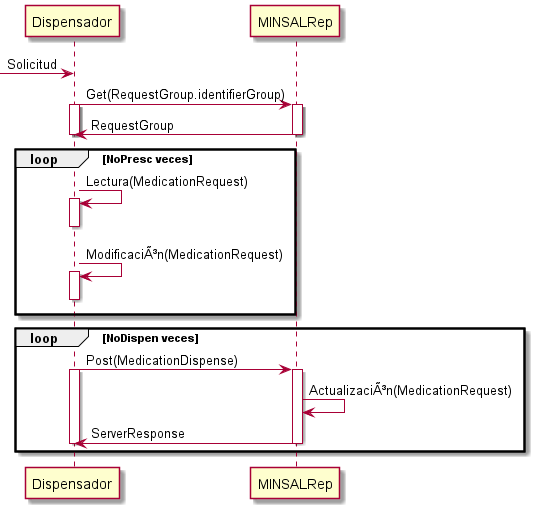 Dispensador
MINSALRep
Solicitud
Get(RequestGroup.identifierGroup)
RequestGroup
loop [NoPresc veces]
Lectura(MedicationRequest)
ModificaciÃ³n(MedicationRequest)
loop [NoDispen veces]
Post(MedicationDispense)
ActualizaciÃ³n(MedicationRequest)
ServerResponse
Dispensador
MINSALRep